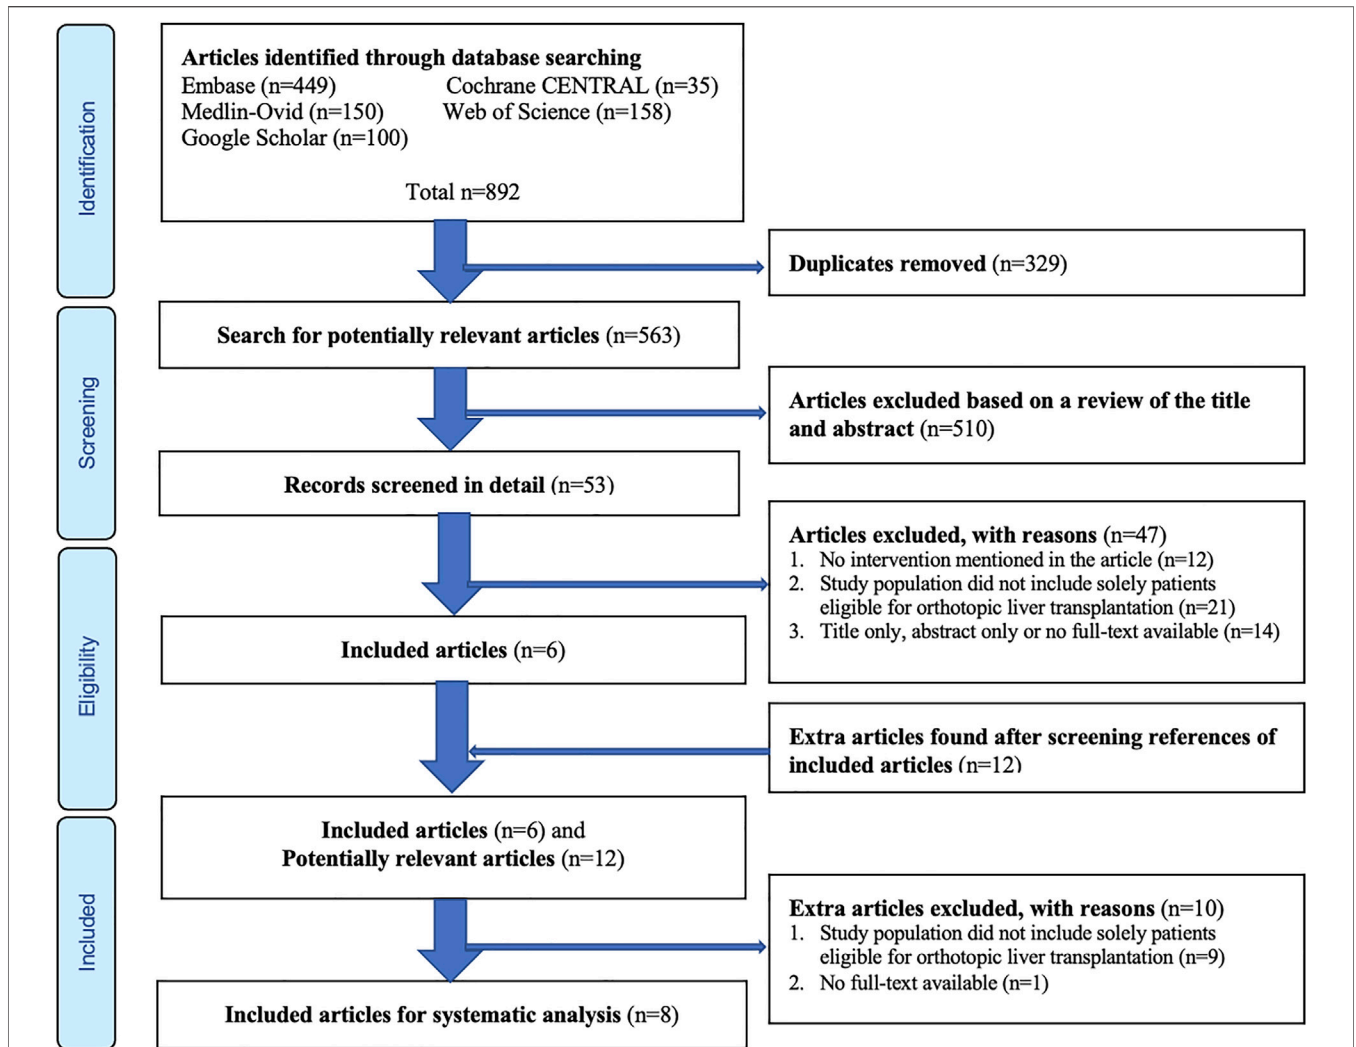 Identification
Articles identified through database searching
Embase (n=449) Cochrane CENTRAL (n=35)
Medlin-Ovid (n=150) Web of Science (n=158)
Google Scholar (n=100)
Total n=892
Duplicates removed (n=329)
Screening
Search for potentially relevant articles (n=563)
Articles excluded based on a review of the title
and abstract (n=510)
Records screened in detail (n=53)
Eligibility
Articles excluded, with reasons (n=47)
1. No intervention mentioned in the article (n=12)
2. Study population did not include solely patients
eligible for orthotopic liver transplantation (n=21)
3. Title only, abstract only or no full-text available (n=14)
Included articles (n=6)
Extra articles found after screening references of
included articles (n=12)
Included
Included articles (n=6) and
Potentially relevant articles (n=12)
Extra articles excluded, with reasons (n=10)
1. Study population did not include solely patients
eligible for orthotopic liver transplantation (n=9)
2. No full-text available (n=1)
Included articles for systematic analysis (n=8)